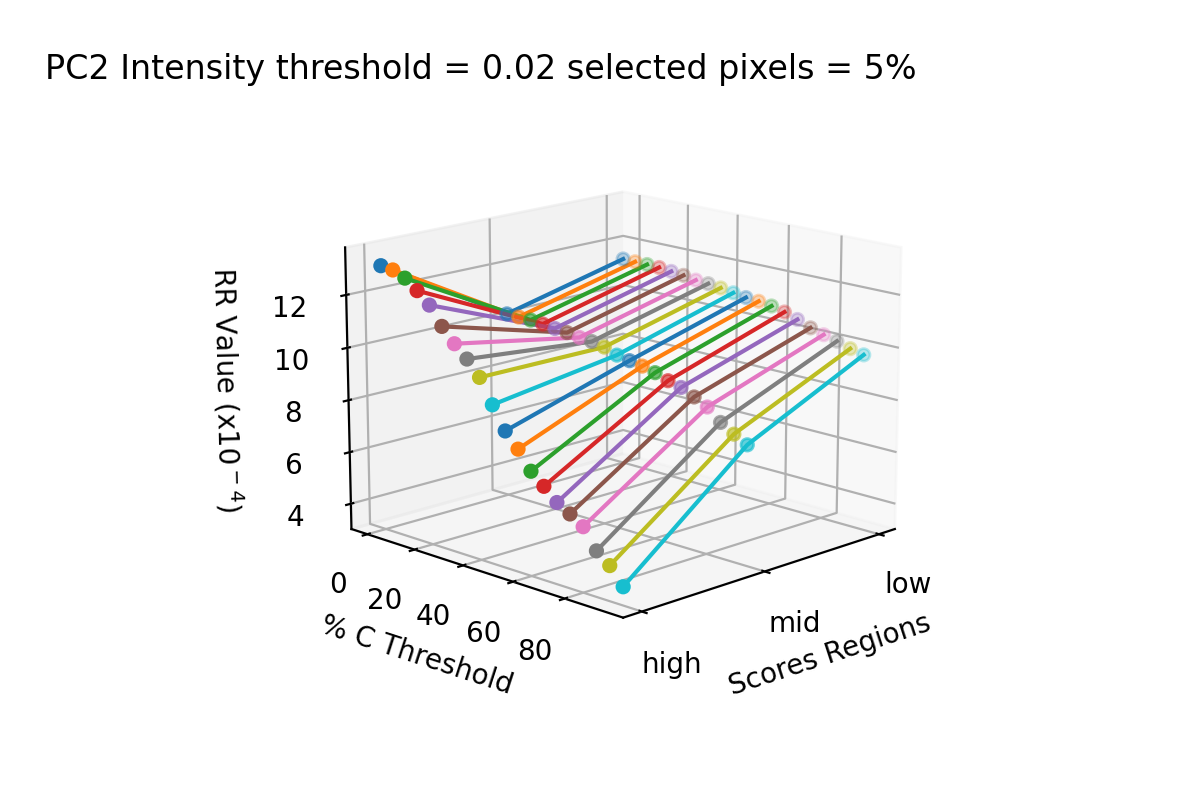 PC2 Intensity threshold = 0.02 selected pixels = 5%
RR Value (x10⁻⁴)
12
10
8
6
4
0
20
40
60
80
% C Threshold
high
mid
low
Scores Regions